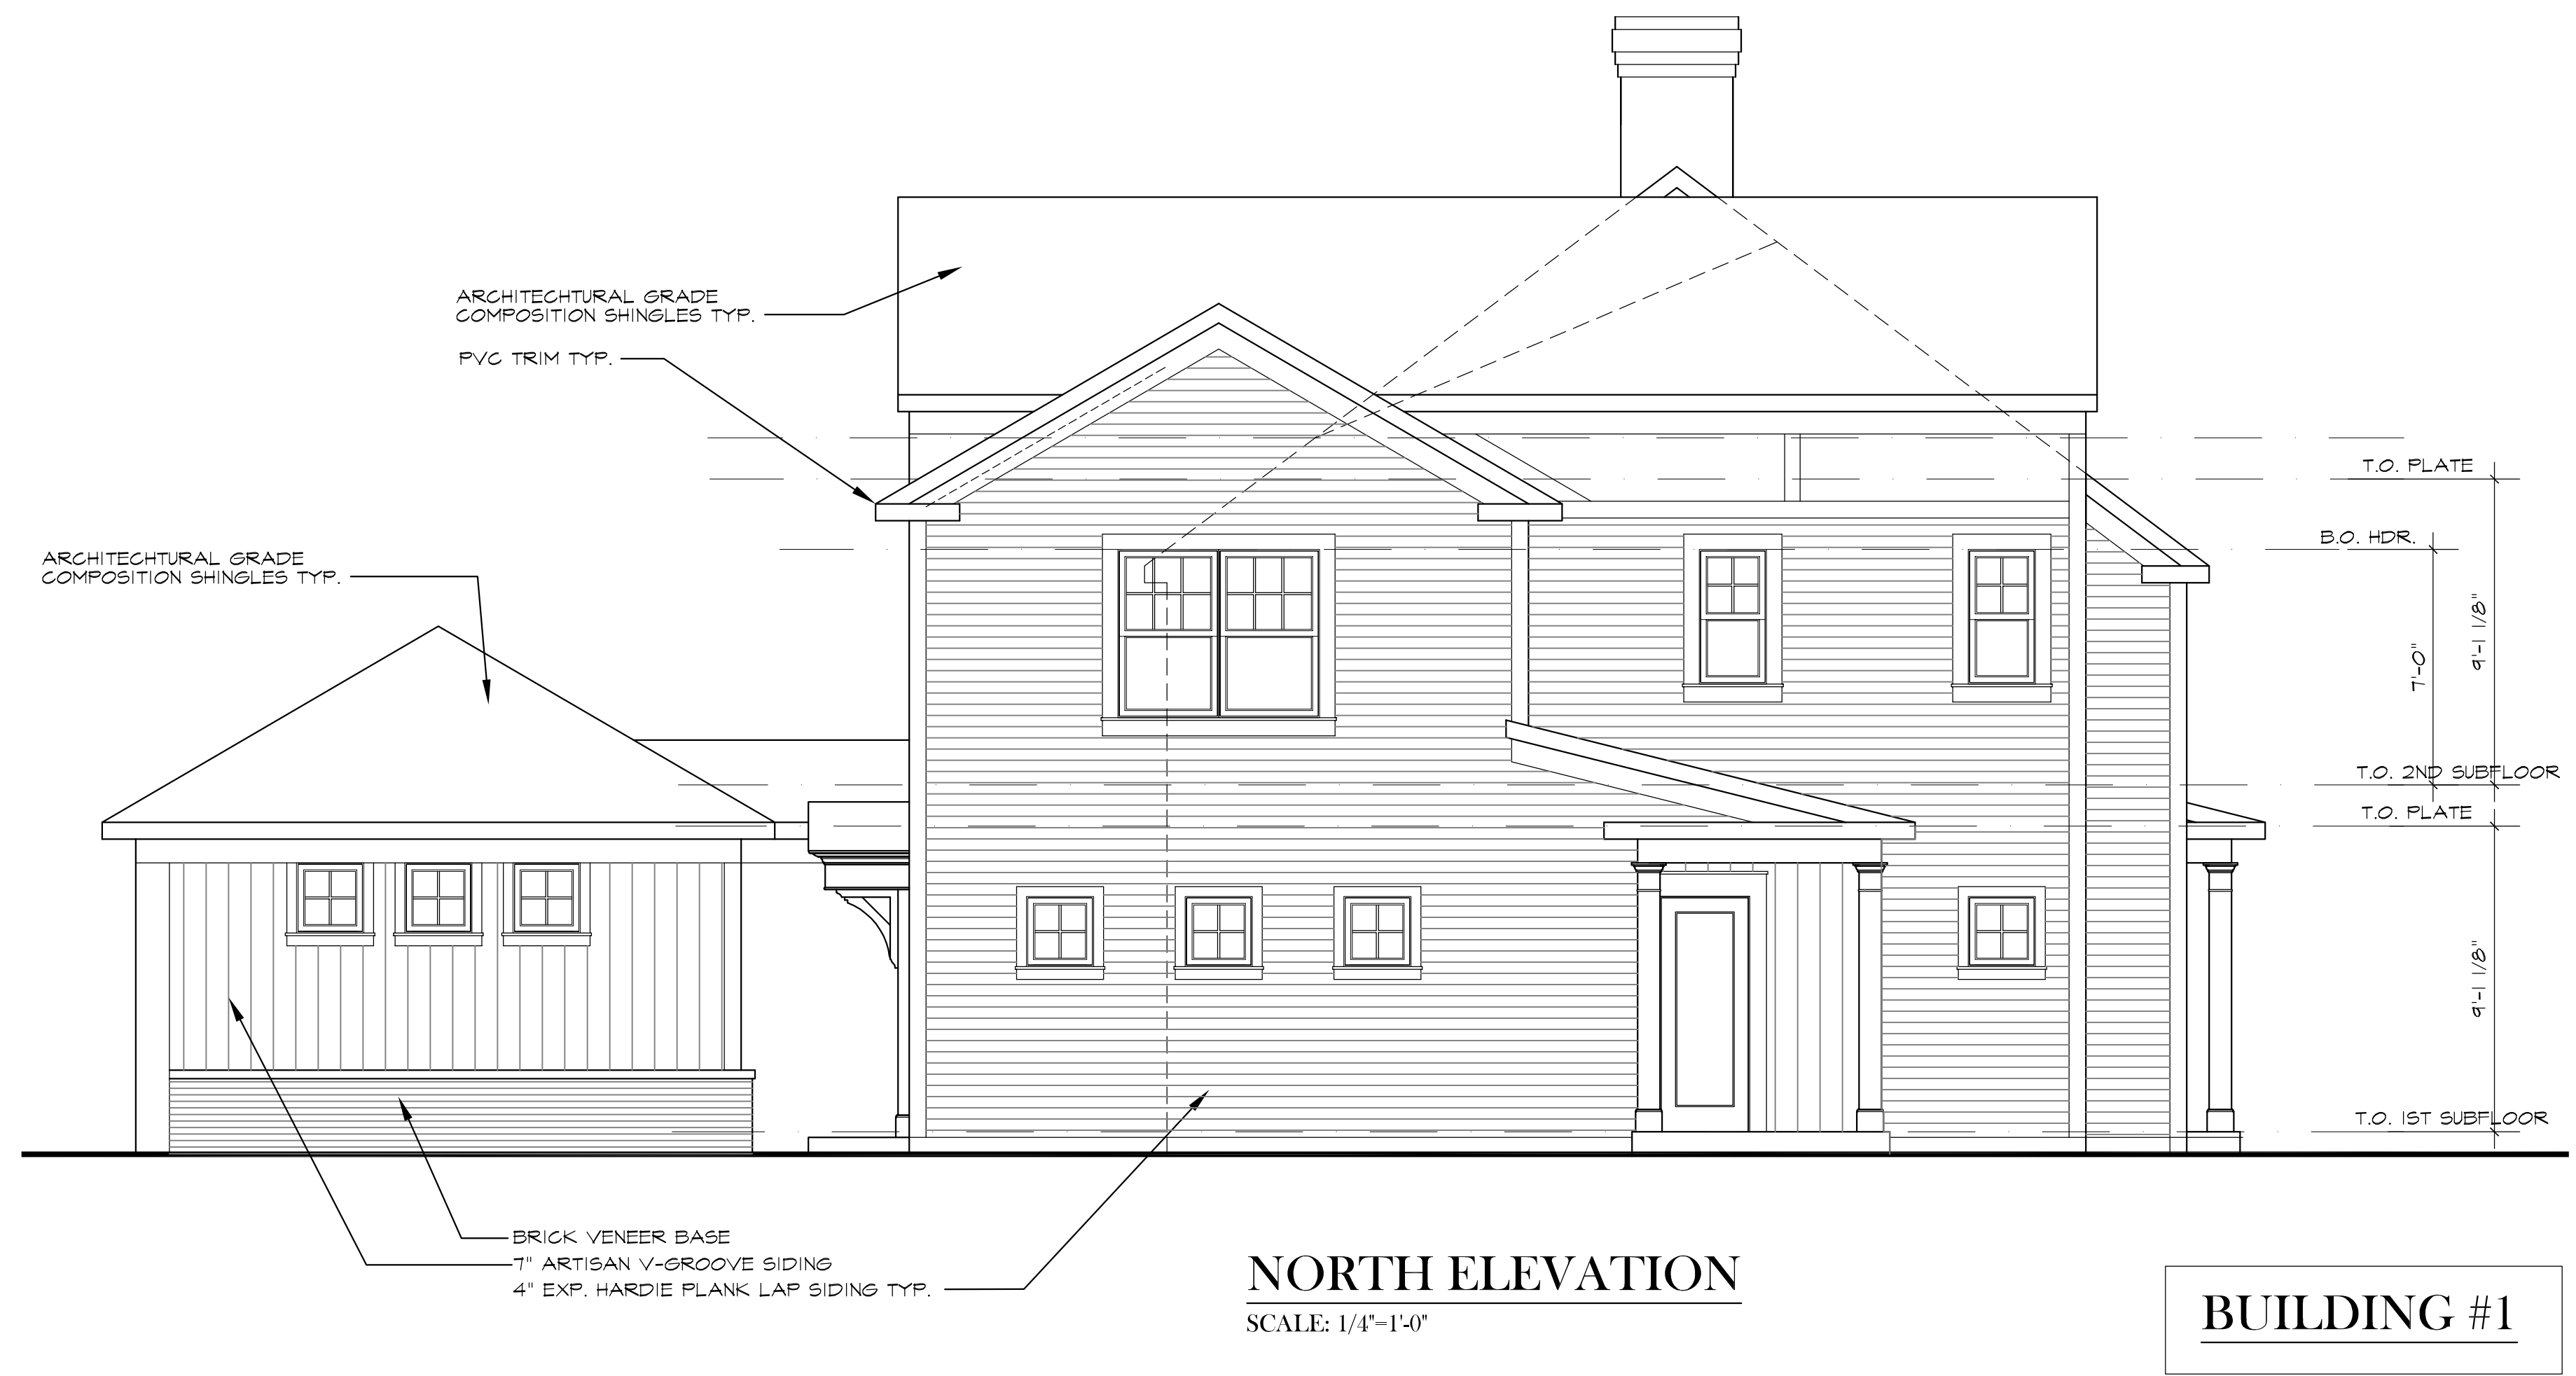 ARCHITECHTURAL GRADE
COMPOSITION SHINGLES TYP.
PVC TRIM TYP.
T.O. PLATE
B.O. HDR.
ARCHITECHTURAL GRADE
COMPOSITION SHINGLES TYP.
9'-1 1/8"
7'-0"
T.O. 2ND SUBFLOOR
T.O. PLATE
9'-1 1/8"
T.O. 1ST SUBFLOOR
BRICK VENEER BASE
7" ARTISAN V-GROOVE SIDING
4" EXP. HARDIE PLANK LAP SIDING TYP.
NORTH ELEVATION
SCALE: 1/4"=1'-0"
BUILDING #1